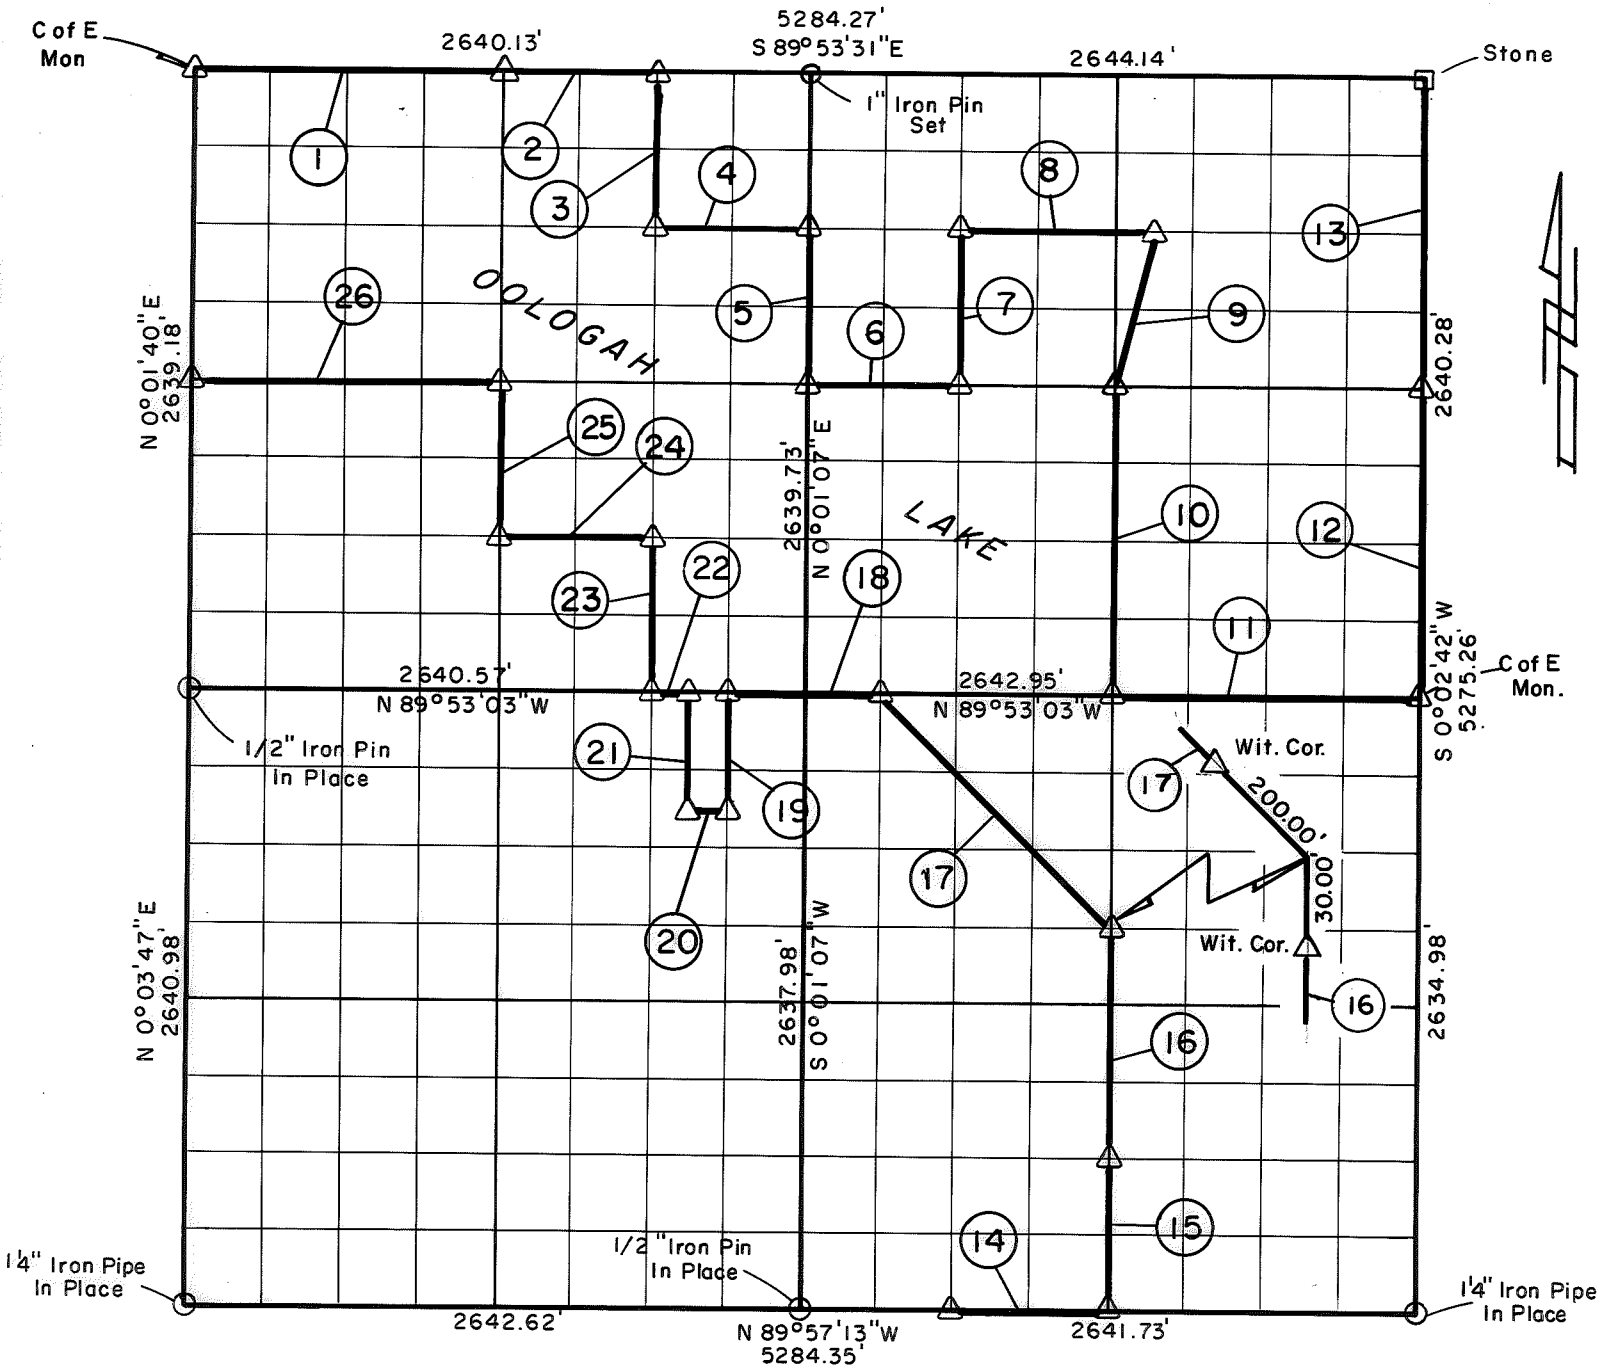 C of E
Mon
2640.13'
5284.27'
S 89°53'31"E
2644.14'
Stone
1" Iron Pin
Set
1
2
3
4
8
13
OOLOGAH
26
5
6
7
9
N 0°01'40"E
2639.18'
2640.28'
25
24
2639.73'
N 0°01'07"E
LAKE
10
12
22
18
23
11
2640.57'
N 89°53'03"W
2642.95'
N 89°53'03"W
S 0°02'42"W
5275.26'
C of E
Mon.
1/2" Iron Pin
In Place
21
19
17
Wit. Cor.
17
200.00'
30.00'
20
Wit. Cor.
16
N 0°03'47"E
2640.98'
2637.98'
S 0°01'07"W
2634.98'
16
15
14
1/2"Iron Pin
In Place
1¼" Iron Pipe
In Place
1¼" Iron Pipe
In Place
2642.62'
N 89°57'13"W
5284.35'
2641.73'